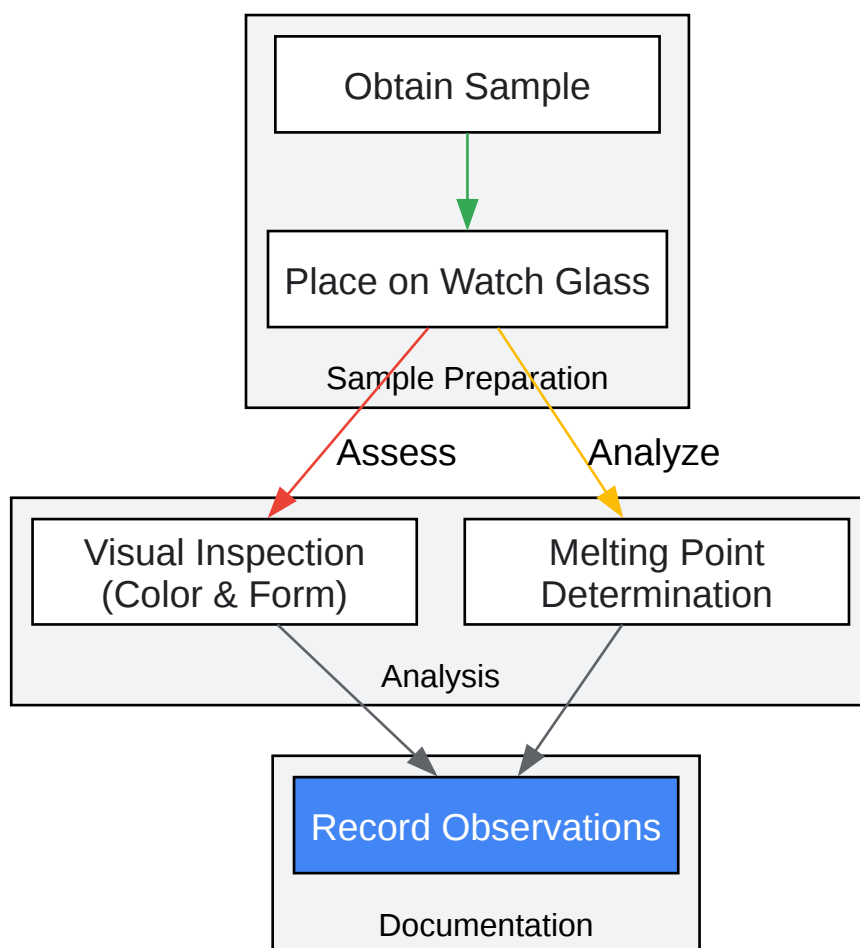 Obtain Sample
Place on Watch Glass
Sample Preparation
Assess
Analyze
Visual Inspection
(Color & Form)
Melting Point
Determination
Analysis
Record Observations
Documentation